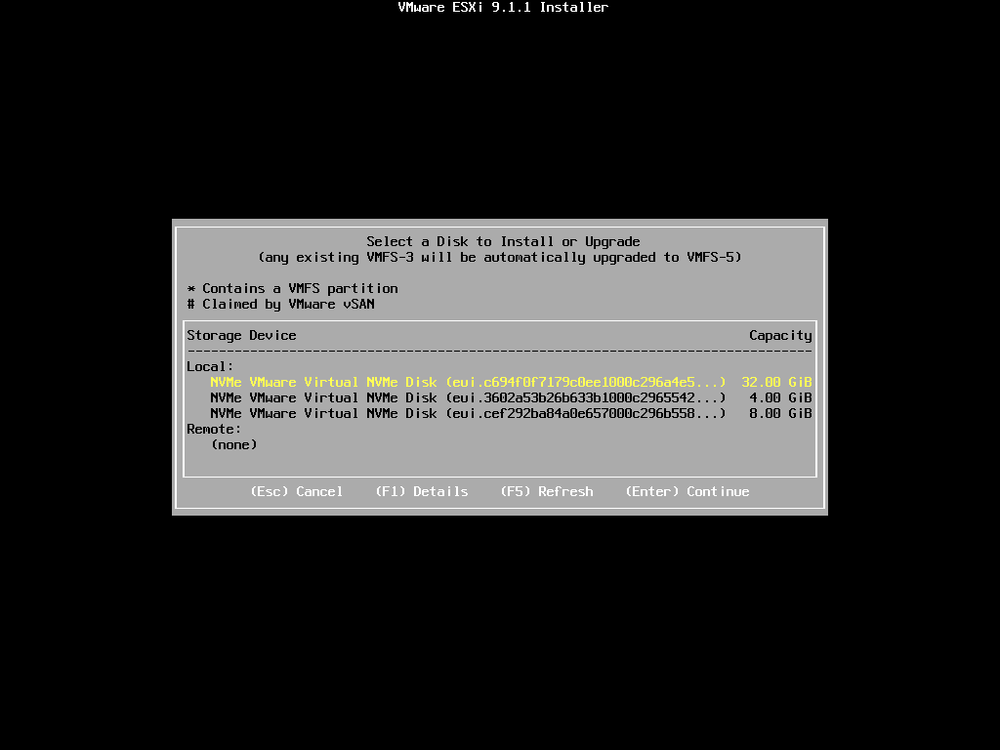 VMware ESXi 9.1.1 Installer
Select a Disk to Install or Upgrade
(any existing VMFS-3 will be automatically upgraded to VMFS-5)
* Contains a VMFS partition
# Claimed by VMware vSAN
Storage Device Capacity
--------------------------------------------------------------------------------
Local:
NVMe VMware Virtual NVMe Disk (eui.c694f0f7179c0ee1000c296a4e5...) 32.00 GiB
NVMe VMware Virtual NVMe Disk (eui.3602a53b26b633b1000c2965542...) 4.00 GiB
NVMe VMware Virtual NVMe Disk (eui.cef292ba84a0e657000c296b558...) 8.00 GiB
Remote:
(none)
(Esc) Cancel (F1) Details (F5) Refresh (Enter) Continue